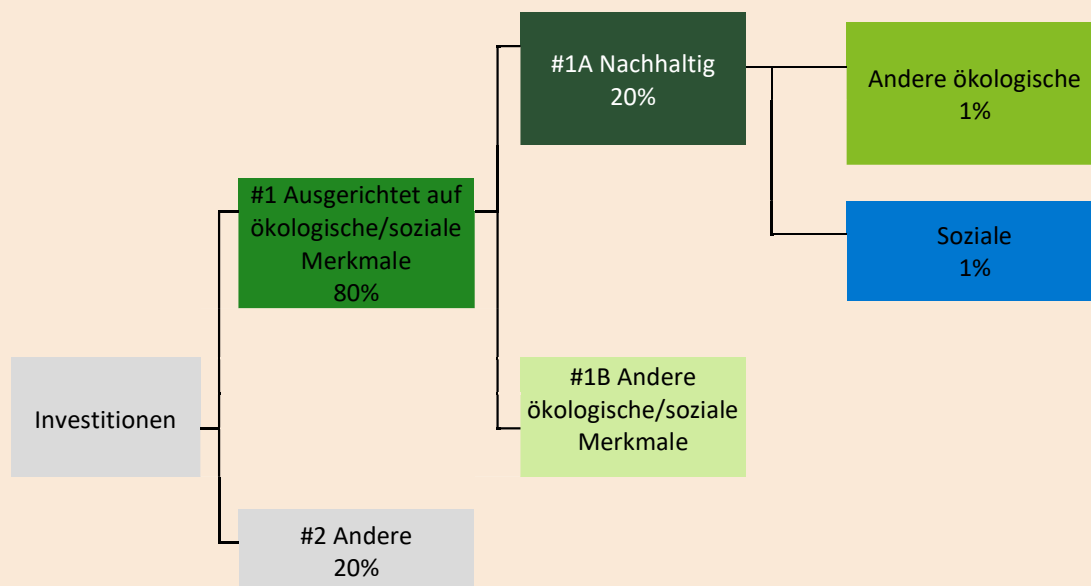 Investitionen
#1 Ausgerichtet auf
ökologische/soziale
Merkmale
80%
#2 Andere
20%
#1A Nachhaltig
20%
#1B Andere
ökologische/soziale
Merkmale
Andere ökologische
1%
Soziale
1%